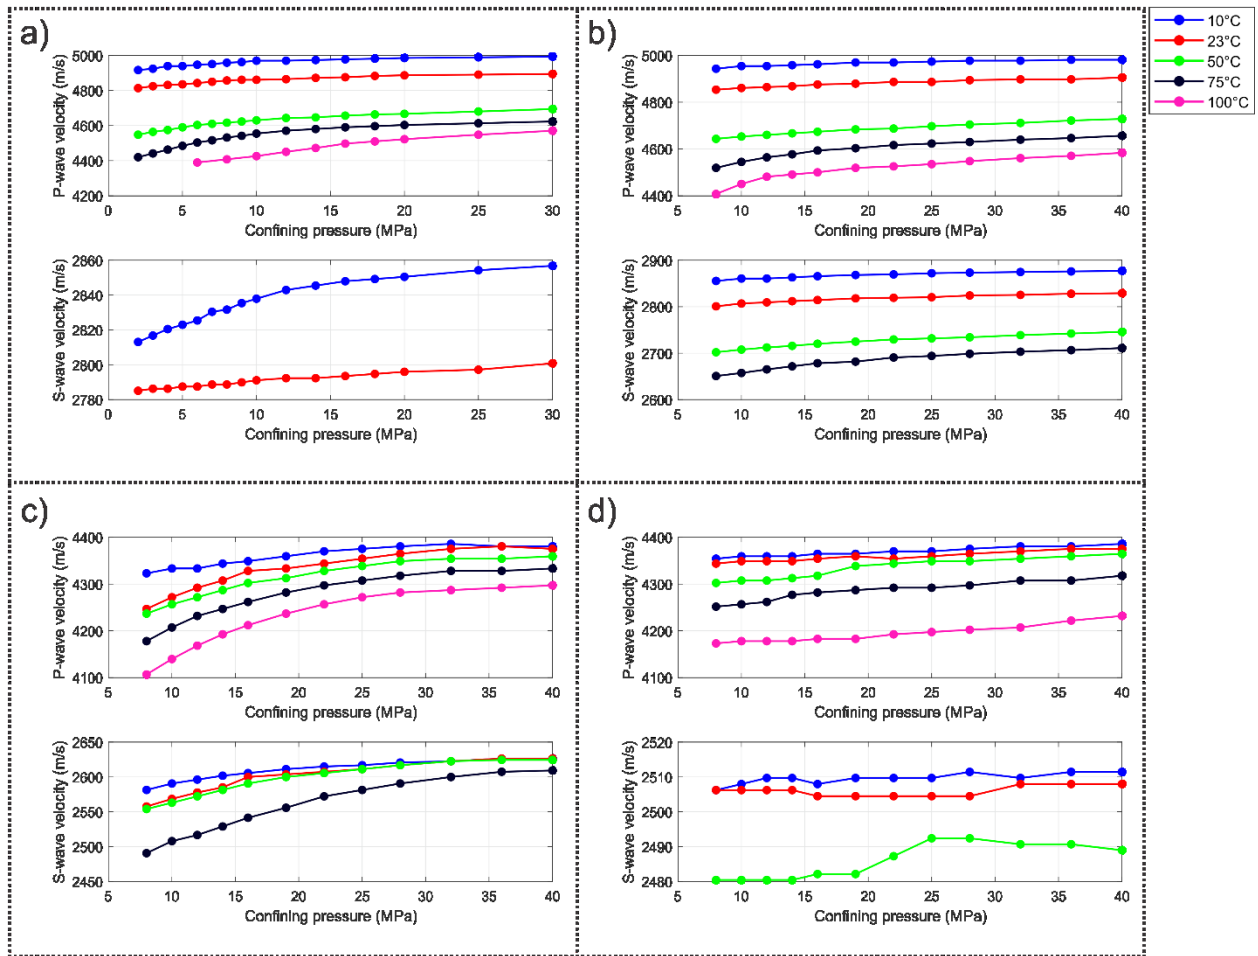 a)
5000
4800
4600
4400
4200
P-wave velocity (m/s)
0 5 10 15 20 25 30
Confining pressure (MPa)
2860
2840
2820
2800
2780
S-wave velocity (m/s)
0 5 10 15 20 25 30
Confining pressure (MPa)
b)
5000
4800
4600
4400
P-wave velocity (m/s)
5 10 15 20 25 30 35 40
Confining pressure (MPa)
2900
2800
2700
2600
S-wave velocity (m/s)
5 10 15 20 25 30 35 40
Confining pressure (MPa)
10°C
23°C
50°C
75°C
100°C
c)
4400
4300
4200
4100
P-wave velocity (m/s)
5 10 15 20 25 30 35 40
Confining pressure (MPa)
2650
2600
2550
2500
2450
S-wave velocity (m/s)
5 10 15 20 25 30 35 40
Confining pressure (MPa)
d)
4400
4300
4200
4100
P-wave velocity (m/s)
5 10 15 20 25 30 35 40
Confining pressure (MPa)
2520
2510
2500
2490
2480
S-wave velocity (m/s)
5 10 15 20 25 30 35 40
Confining pressure (MPa)